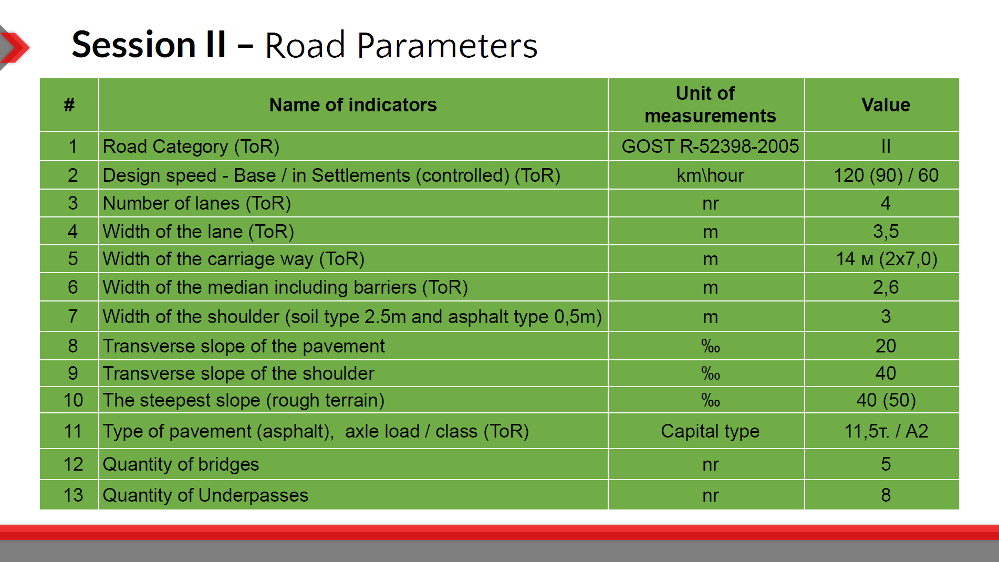 Session II – Road Parameters
# Name of indicators Unit of measurements Value
1 Road Category (ToR) GOST R-52398-2005 II
2 Design speed - Base / in Settlements (controlled) (ToR) km\hour 120 (90) / 60
3 Number of lanes (ToR) nr 4
4 Width of the lane (ToR) m 3,5
5 Width of the carriage way (ToR) m 14 м (2x7,0)
6 Width of the median including barriers (ToR) m 2,6
7 Width of the shoulder (soil type 2.5m and asphalt type 0,5m) m 3
8 Transverse slope of the pavement ‰ 20
9 Transverse slope of the shoulder ‰ 40
10 The steepest slope (rough terrain) ‰ 40 (50)
11 Type of pavement (asphalt), axle load / class (ToR) Capital type 11,5т. / A2
12 Quantity of bridges nr 5
13 Quantity of Underpasses nr 8